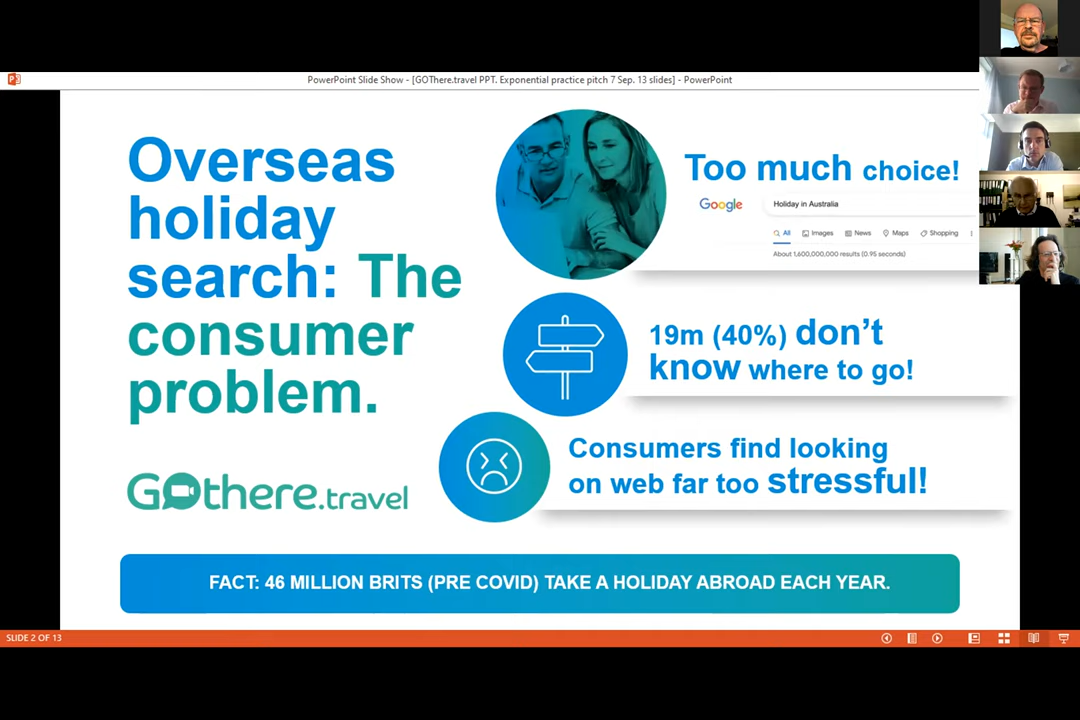 PowerPoint Slide Show - [GOThere.travel PPT. Exponential practice pitch 7 Sep. 13 slides] - PowerPoint
Overseas
holiday
search: The
consumer
problem.
GOthere.travel
Too much choice!
Google
Holiday in Australia
All Images News Maps Shopping
About 1,600,000,000 results (0.95 seconds)
19m (40%) don't
know where to go!
Consumers find looking
on web far too stressful!
FACT: 46 MILLION BRITS (PRE COVID) TAKE A HOLIDAY ABROAD EACH YEAR.
SLIDE 2 OF 13